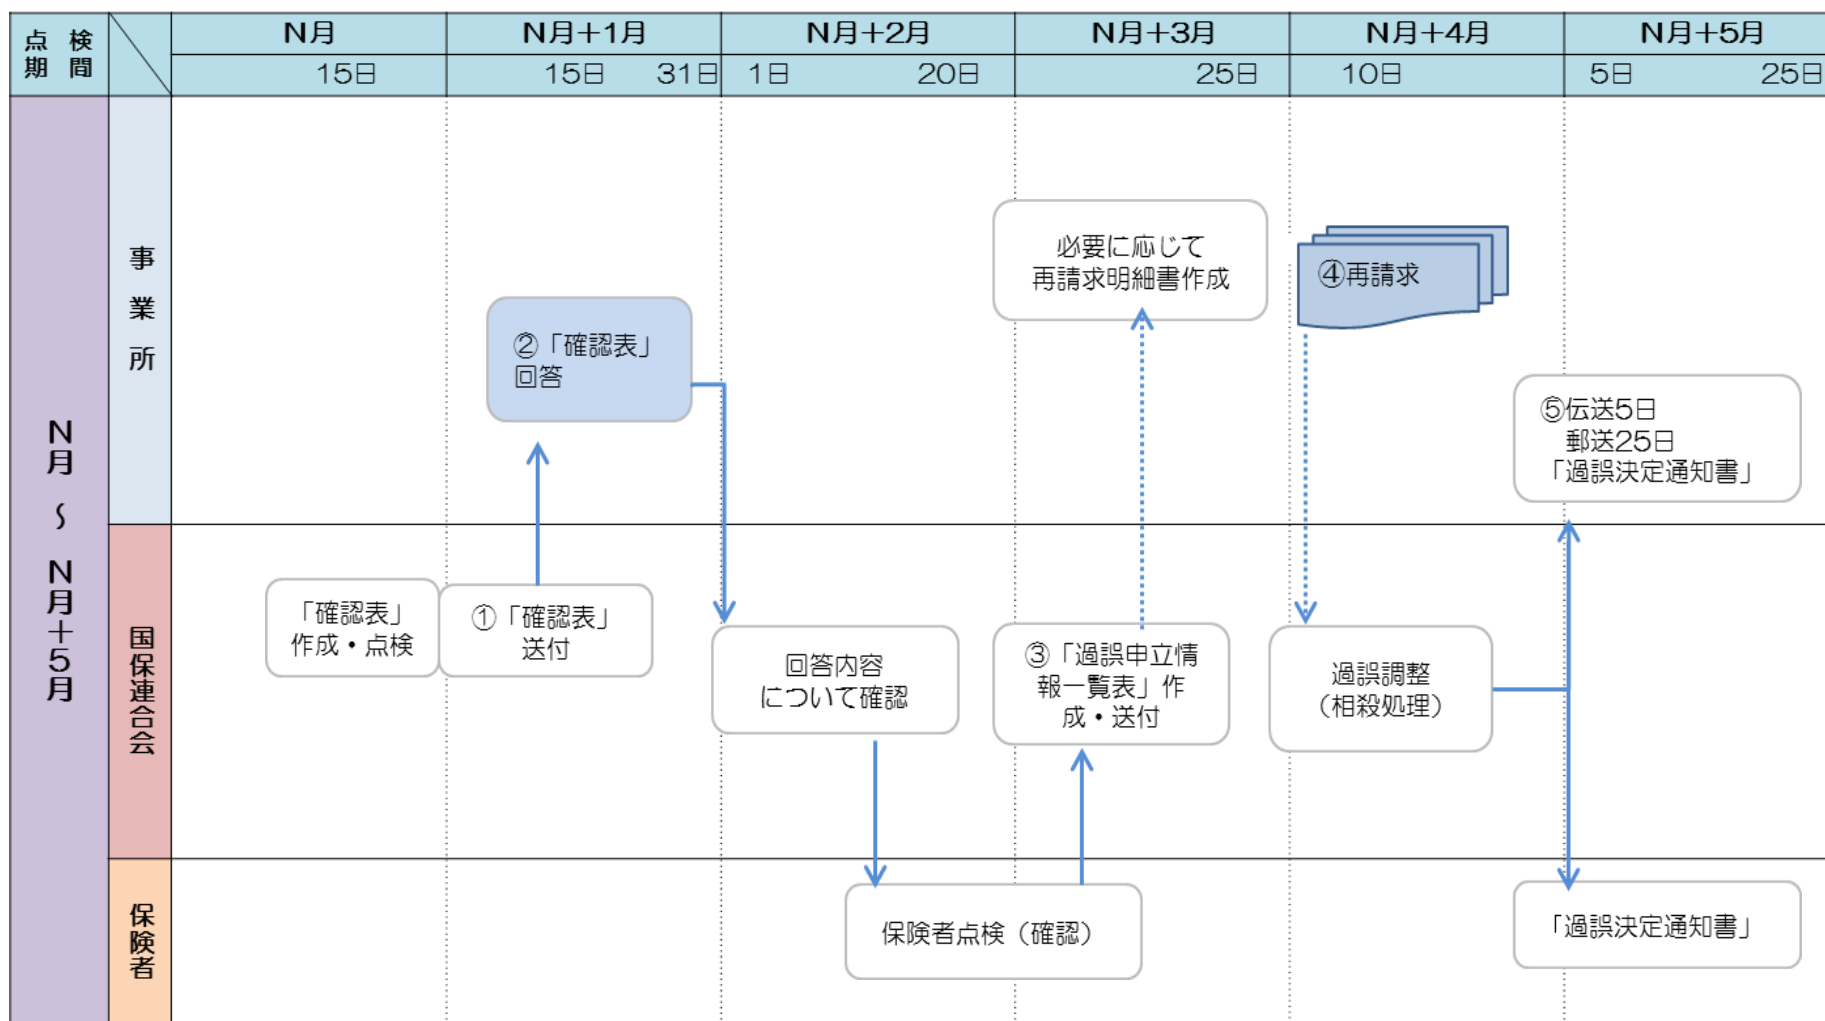 点 検
期 間
N月
N月+1月
N月+2月
N月+3月
N月+4月
N月+5月
15日
15日
31日
1日
20日
25日
10日
5日
25日
N月 ～ N月+5月
事業所
必要に応じて
再請求明細書作成
④再請求
②「確認表」
回答
⑤伝送5日
郵送25日
「過誤決定通知書」
国保連合会
「確認表」
作成・点検
①「確認表」
送付
回答内容
について確認
③「過誤申立情
報一覧表」作
成・送付
過誤調整
（相殺処理）
保険者
保険者点検（確認）
「過誤決定通知書」